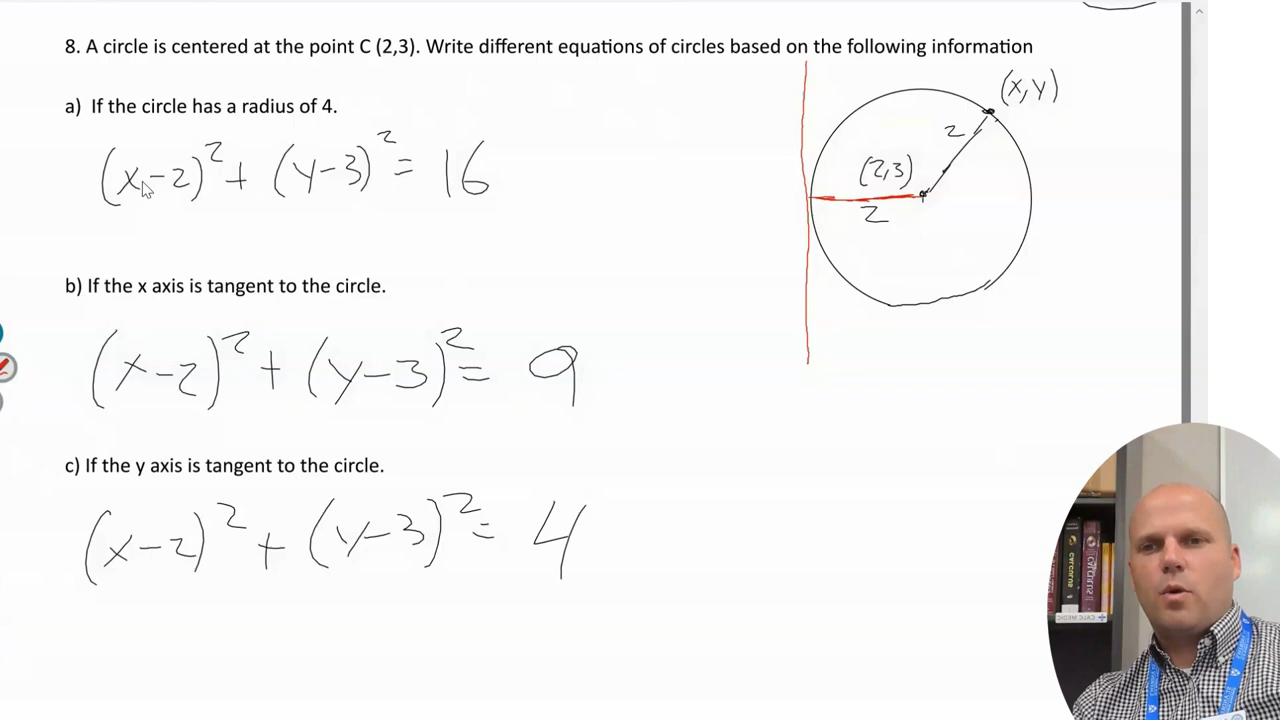 8. A circle is centered at the point C (2,3). Write different equations of circles based on the following information
(x,y)
a) If the circle has a radius of 4.
2
(x-2)² + (y-3)² = 16
(2,3)
2
b) If the x axis is tangent to the circle.
(x-2)² + (y-3)² = 9
c) If the y axis is tangent to the circle.
(x-2)² + (y-3)² = 4
CALC MEDIC